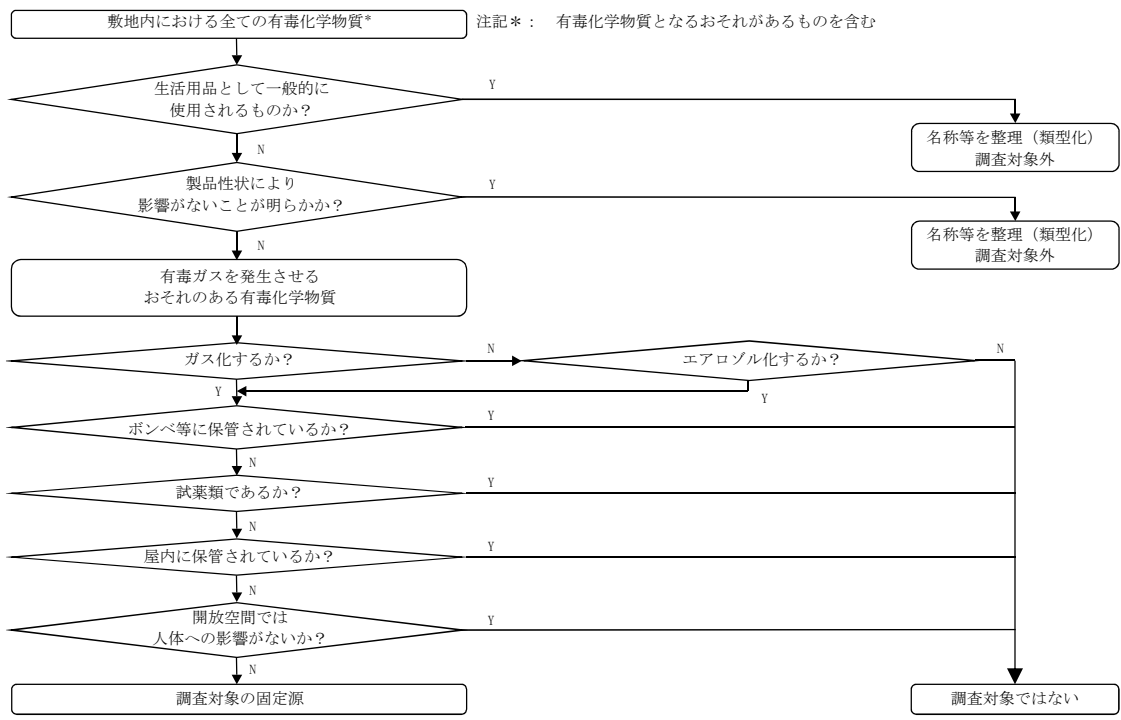 敷地内における全ての有毒化学物質*
注記＊： 有毒化学物質となるおそれがあるものを含む
生活用品として一般的に
使用されるものか？
Y
名称等を整理（類型化）
調査対象外
N
製品性状により
影響がないことが明らかか？
Y
名称等を整理（類型化）
調査対象外
N
有毒ガスを発生させる
おそれのある有毒化学物質
ガス化するか？
N
エアロゾル化するか？
N
Y
Y
ボンベ等に保管されているか？
Y
N
試薬類であるか？
Y
N
屋内に保管されているか？
Y
N
開放空間では
人体への影響がないか？
Y
N
調査対象の固定源
調査対象ではない